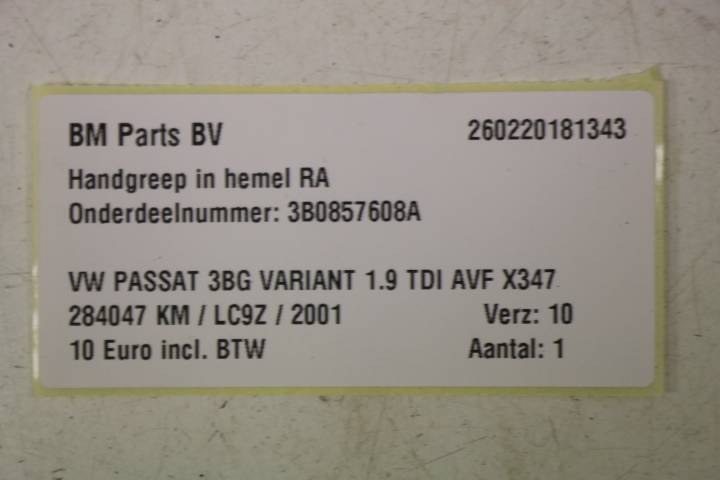 BM Parts BV 260220181343
Handgreep in hemel RA
Onderdeelnummer: 3B0857608A
VW PASSAT 3BG VARIANT 1.9 TDI AVF X347
284047 KM / LC9Z / 2001 Verz: 10
10 Euro incl. BTW Aantal: 1